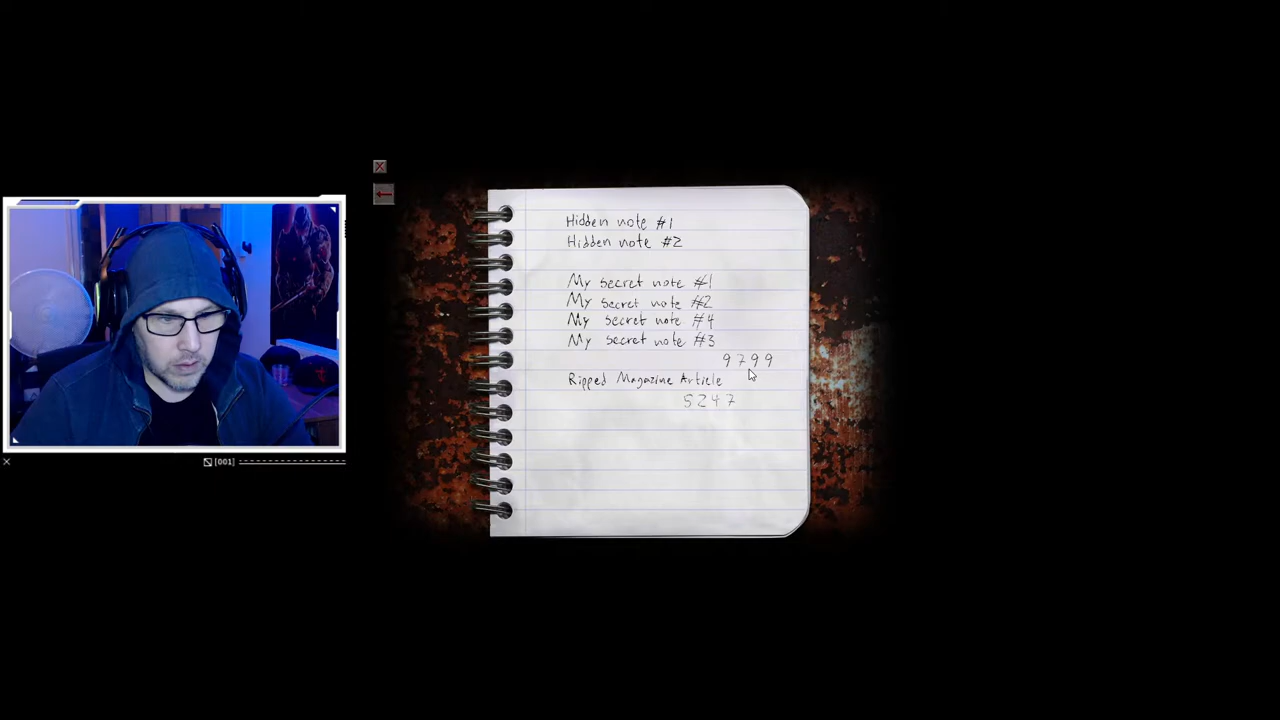 Hidden note #1
Hidden note #2
My secret note #1
My secret note #2
My secret note #4
My secret note #3
9799
Ripped Magazine Article
5247
[001]